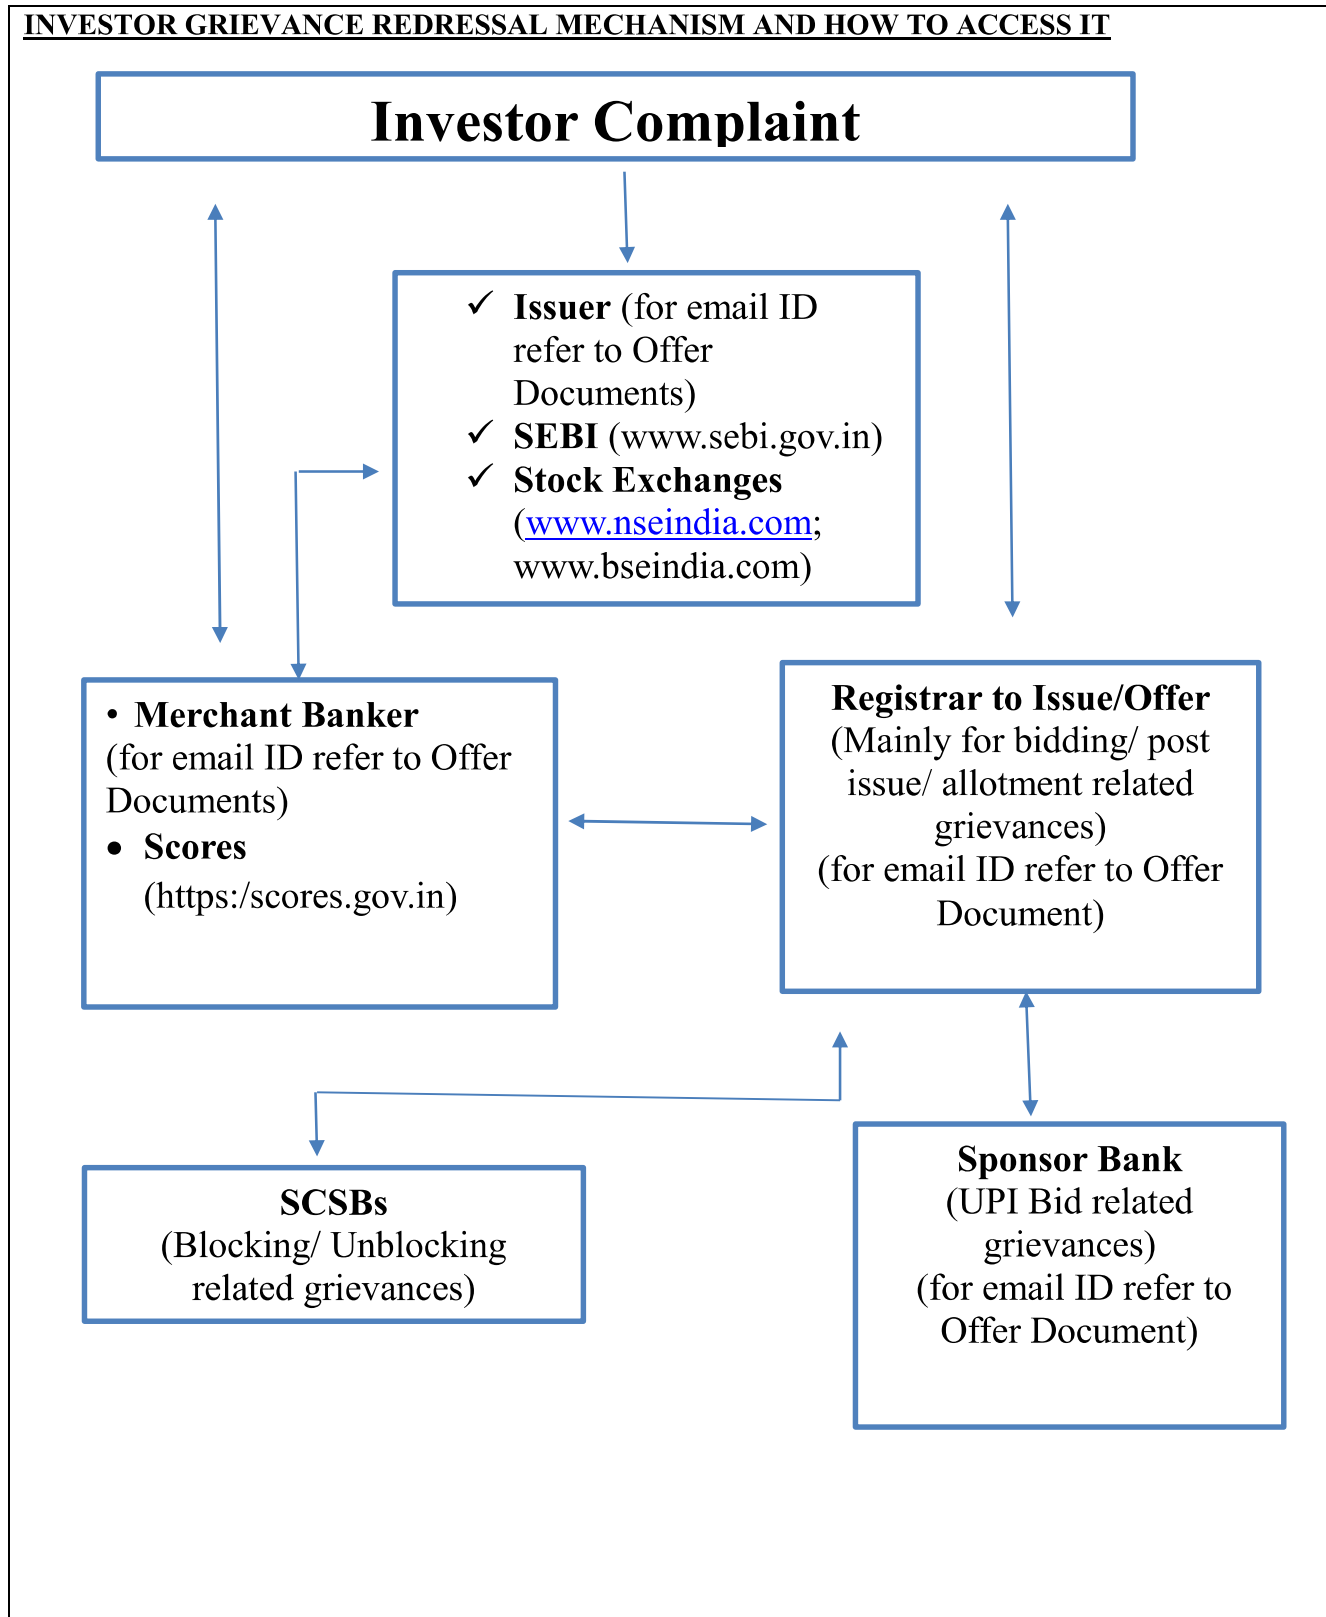 INVESTOR GRIEVANCE REDRESSAL MECHANISM AND HOW TO ACCESS IT
Investor Complaint
✓ Issuer (for email ID
refer to Offer
Documents)
✓ SEBI (www.sebi.gov.in)
✓ Stock Exchanges
(www.nseindia.com;
www.bseindia.com)
• Merchant Banker
(for email ID refer to Offer
Documents)
• Scores
(https:/scores.gov.in)
Registrar to Issue/Offer
(Mainly for bidding/ post
issue/ allotment related
grievances)
(for email ID refer to Offer
Document)
SCSBs
(Blocking/ Unblocking
related grievances)
Sponsor Bank
(UPI Bid related
grievances)
(for email ID refer to
Offer Document)